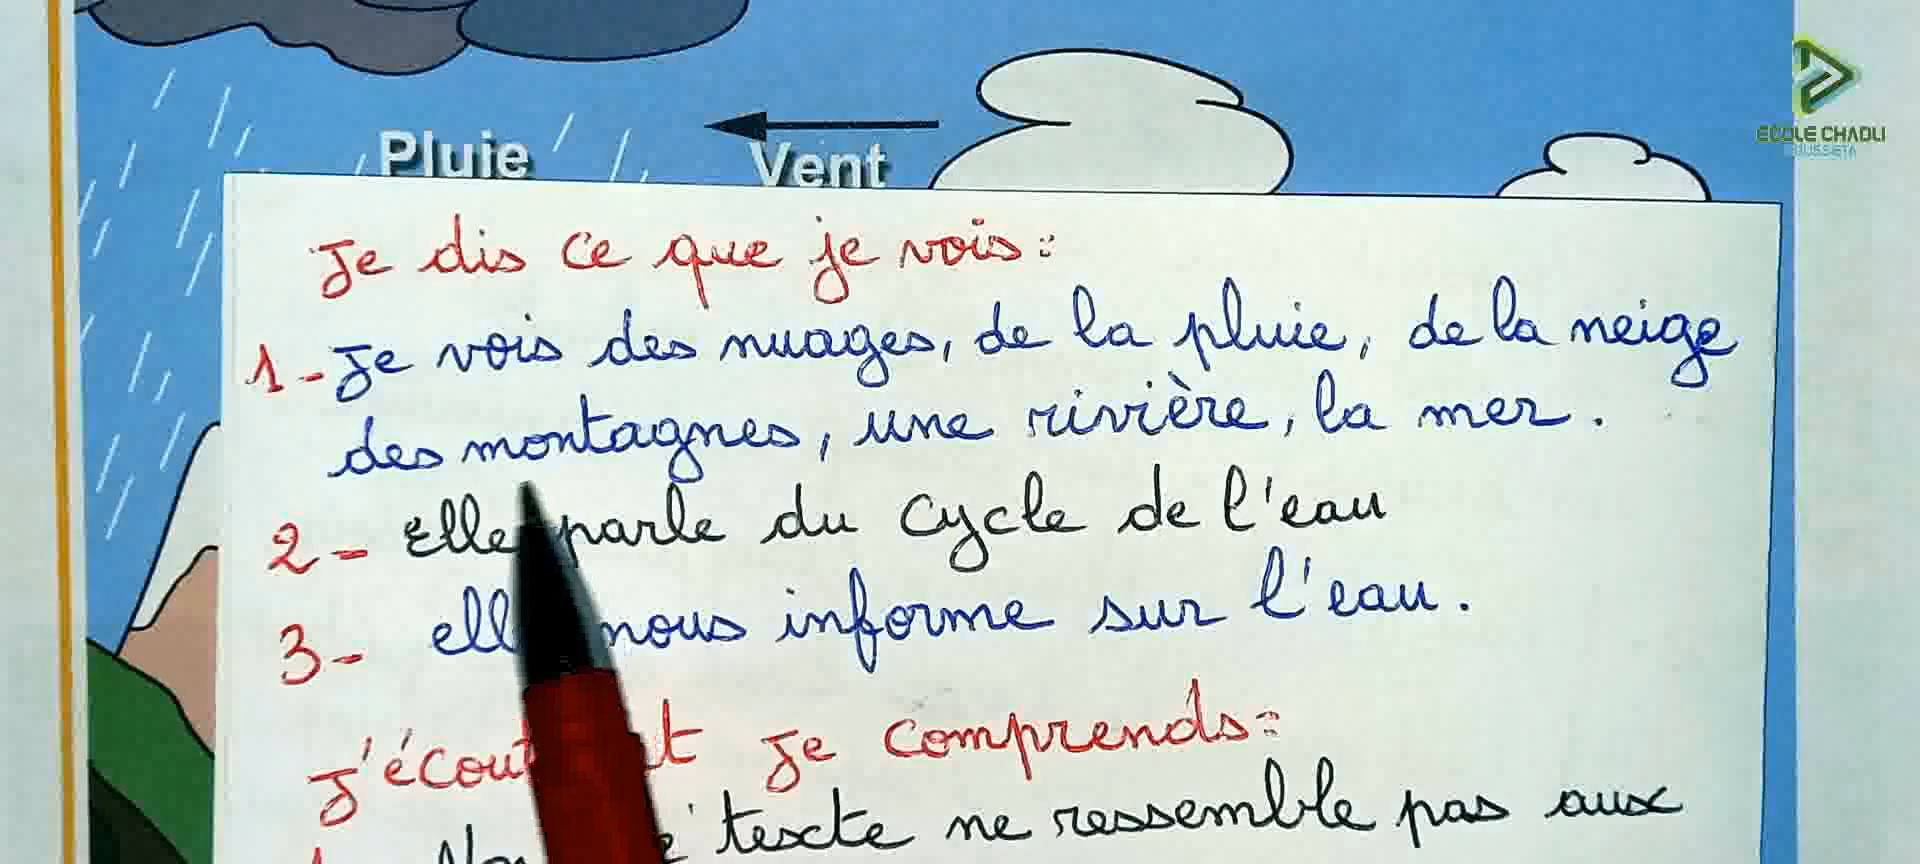 Pluie
Vent
ECOLE CHADLI
Je dis ce que je vois :
1 - Je vois des nuages, de la pluie, de la neige
des montagnes, une rivière, la mer.
2 - Elle parle du cycle de l'eau
3 - nous informe sur l'eau.
je comprends :
texte ne ressemble pas aux